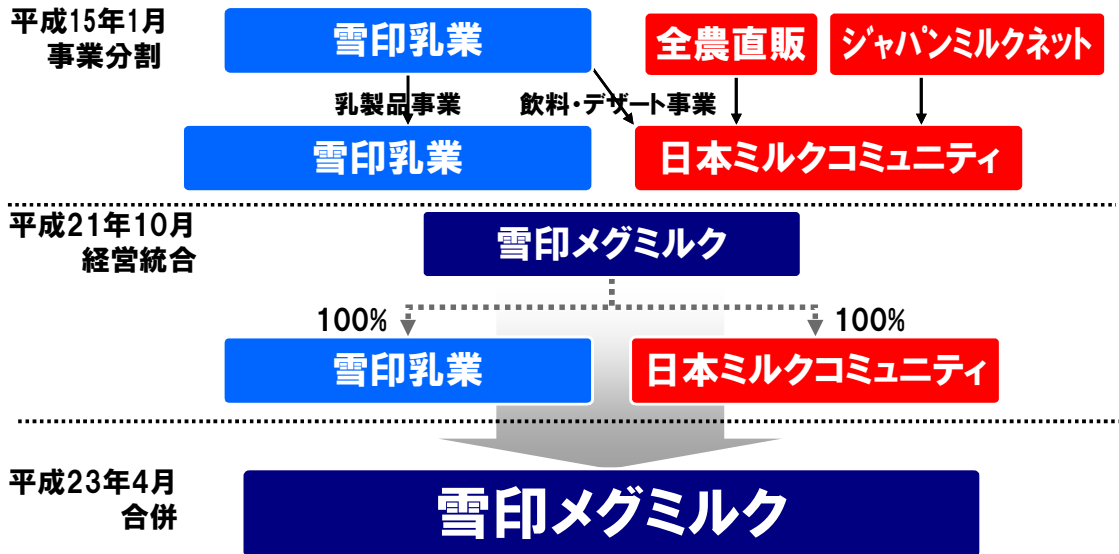 平成15年1月
事業分割
雪印乳業
全農直販
ジャパンミルクネット
乳製品事業
飲料・デザート事業
雪印乳業
日本ミルクコミュニティ
平成21年10月
経営統合
雪印メグミルク
100%
100%
雪印乳業
日本ミルクコミュニティ
平成23年4月
合併
雪印メグミルク